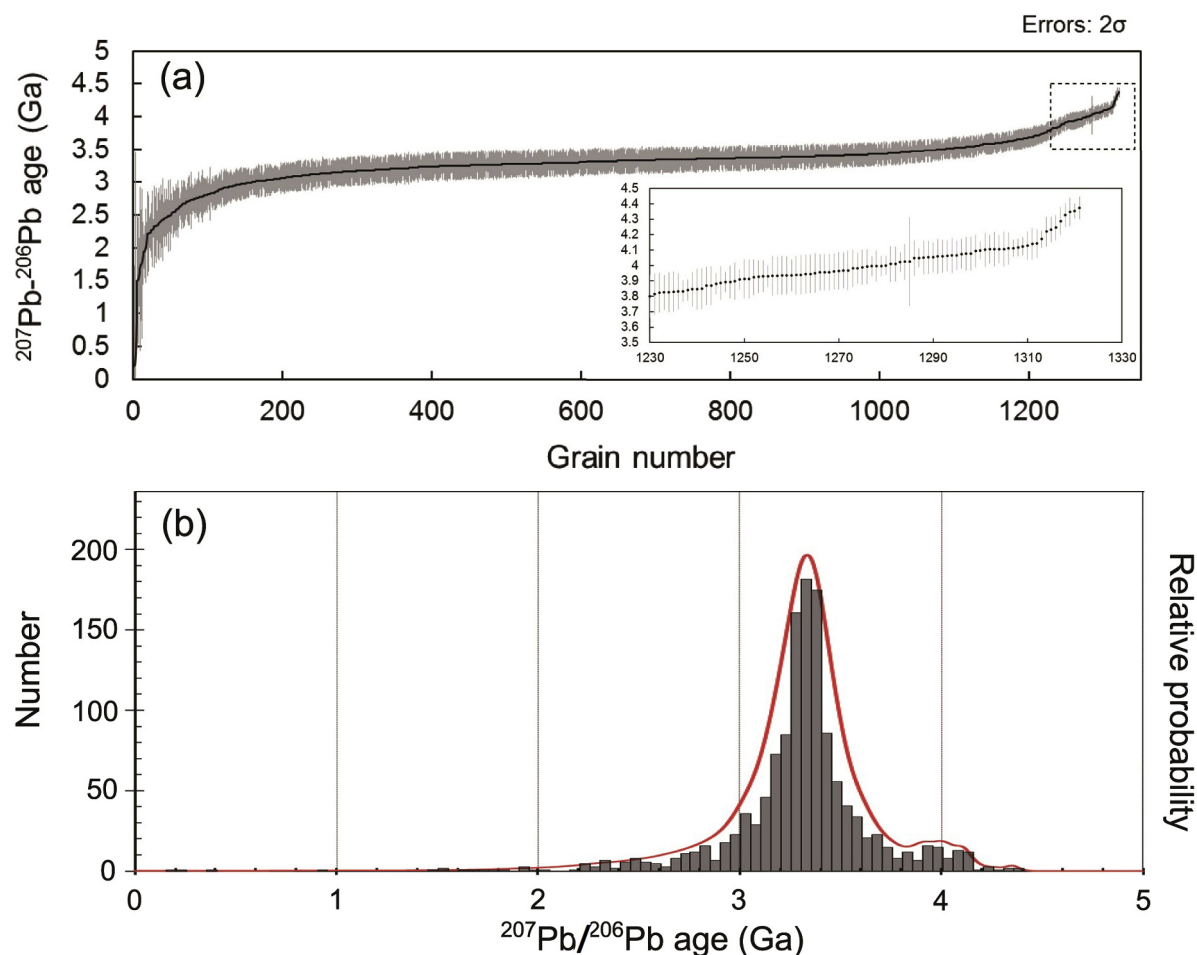 Errors: 2σ
(a)
²⁰⁷Pb-²⁰⁶Pb age (Ga)
5
4.5
4
3.5
3
2.5
2
1.5
1
0.5
0
0 200 400 600 800 1000 1200
Grain number
4.5
4.4
4.3
4.2
4.1
4
3.9
3.8
3.7
3.6
3.5
1230 1250 1270 1290 1310 1330
(b)
Number
200
150
100
50
0
0 1 2 3 4 5
²⁰⁷Pb/²⁰⁶Pb age (Ga)
Relative probability